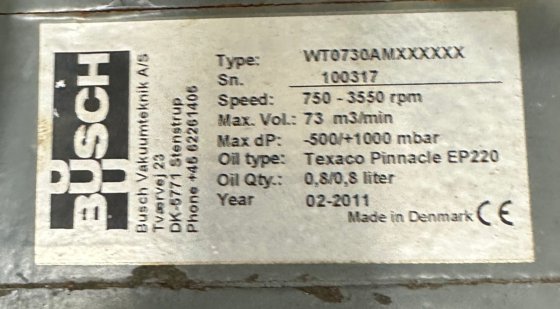 BUSCH
Busch Vakuumteknik A/S
Tværvej 23
DK-5771 Stenstrup
Phone +45 62261405
Type: WT0730AMXXXXXX
Sn. 100317
Speed: 750 - 3550 rpm
Max. Vol.: 73 m3/min
Max dP: -500/+1000 mbar
Oil type: Texaco Pinnacle EP220
Oil Qty.: 0,8/0,8 liter
Year 02-2011
Made in Denmark CE